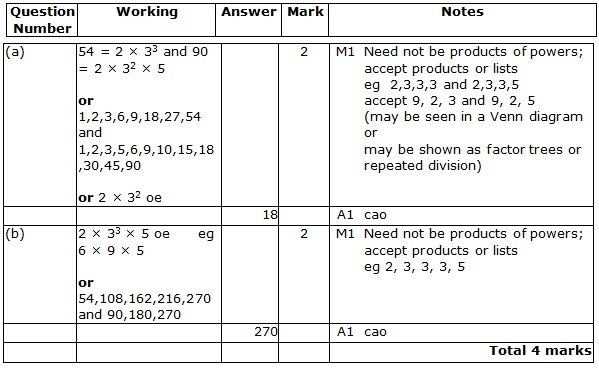 Question Number Working Answer Mark Notes
(a) 54 = 2 × 3³ and 90 2 M1 Need not be products of powers;
= 2 × 3² × 5 accept products or lists
eg 2,3,3,3 and 2,3,3,5
or accept 9, 2, 3 and 9, 2, 5
1,2,3,6,9,18,27,54 (may be seen in a Venn diagram
and or
1,2,3,5,6,9,10,15,18 may be shown as factor trees or
,30,45,90 repeated division)
or 2 × 3² oe
18 A1 cao
(b) 2 × 3³ × 5 oe eg 2 M1 Need not be products of powers;
6 × 9 × 5 accept products or lists
eg 2, 3, 3, 3, 5
or
54,108,162,216,270
and 90,180,270
270 A1 cao
Total 4 marks